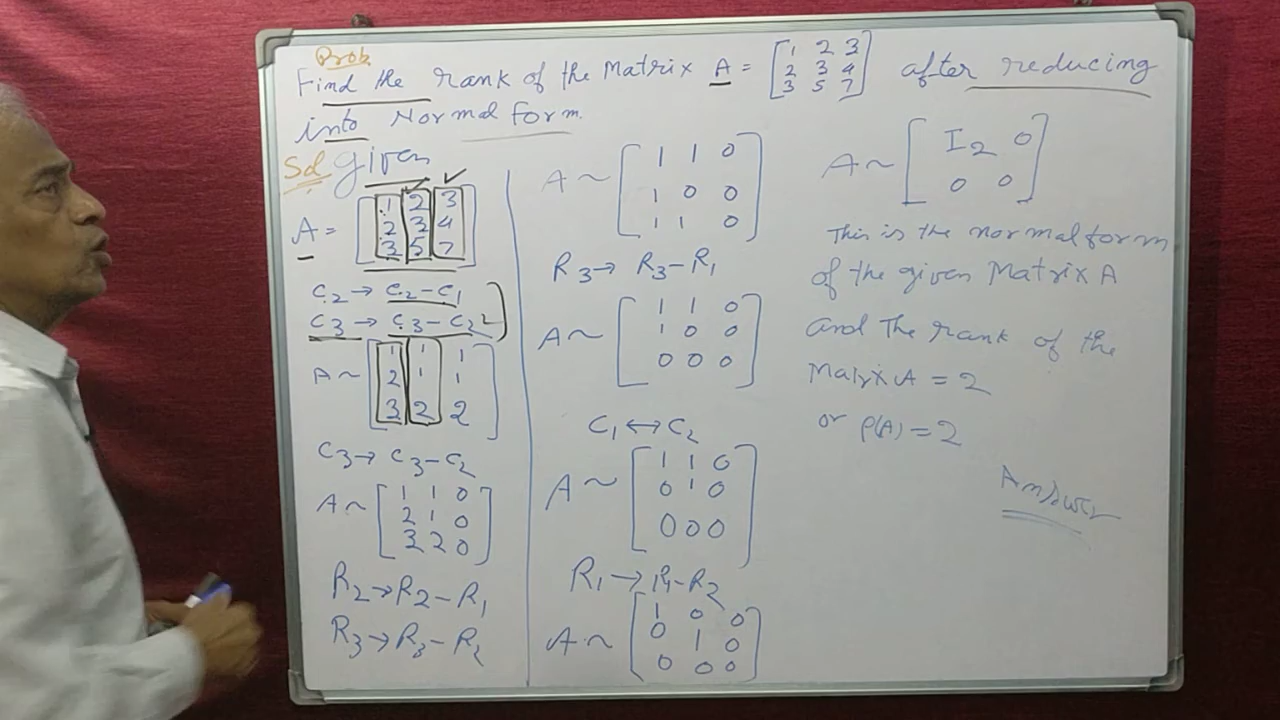 Prob
Find the rank of the Matrix A = [1 2 3
2 3 4
3 5 7] after reducing
into Normal form.
Sol given
A = [1 2 3
2 3 4
3 5 7]
C2 → C2 - C1
C3 → C3 - C2
A ~ [1 1 1
2 1 1
3 2 2]
C3 → C3 - C2
A ~ [1 1 0
2 1 0
3 2 0]
R2 → R2 - R1
R3 → R3 - R2
A ~ [1 1 0
1 0 0
1 1 0]
R3 → R3 - R1
A ~ [1 1 0
1 0 0
0 0 0]
C1 ↔ C2
A ~ [1 1 0
0 1 0
0 0 0]
R1 → R1 - R2
A ~ [1 0 0
0 1 0
0 0 0]
A ~ [I2 0
0 0]
This is the normal form
of the given Matrix A
and the rank of the
Matrix A = 2
or ρ(A) = 2
Answer